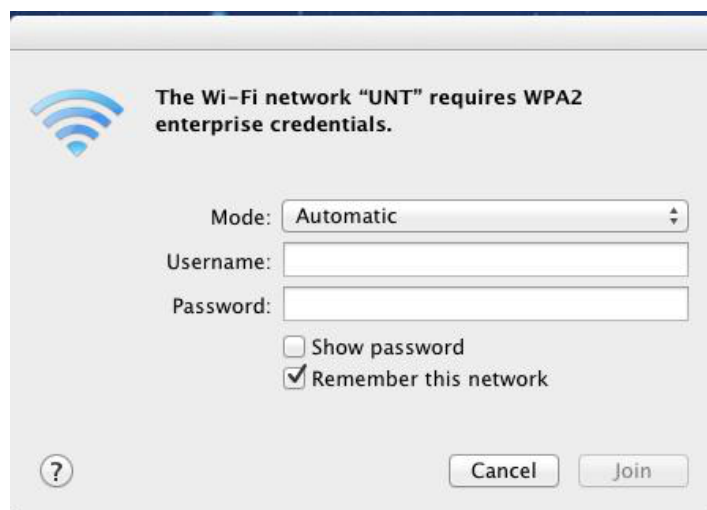 The Wi-Fi network “UNT” requires WPA2
enterprise credentials.
Mode: Automatic
Username:
Password:
Show password
Remember this network
? Cancel Join